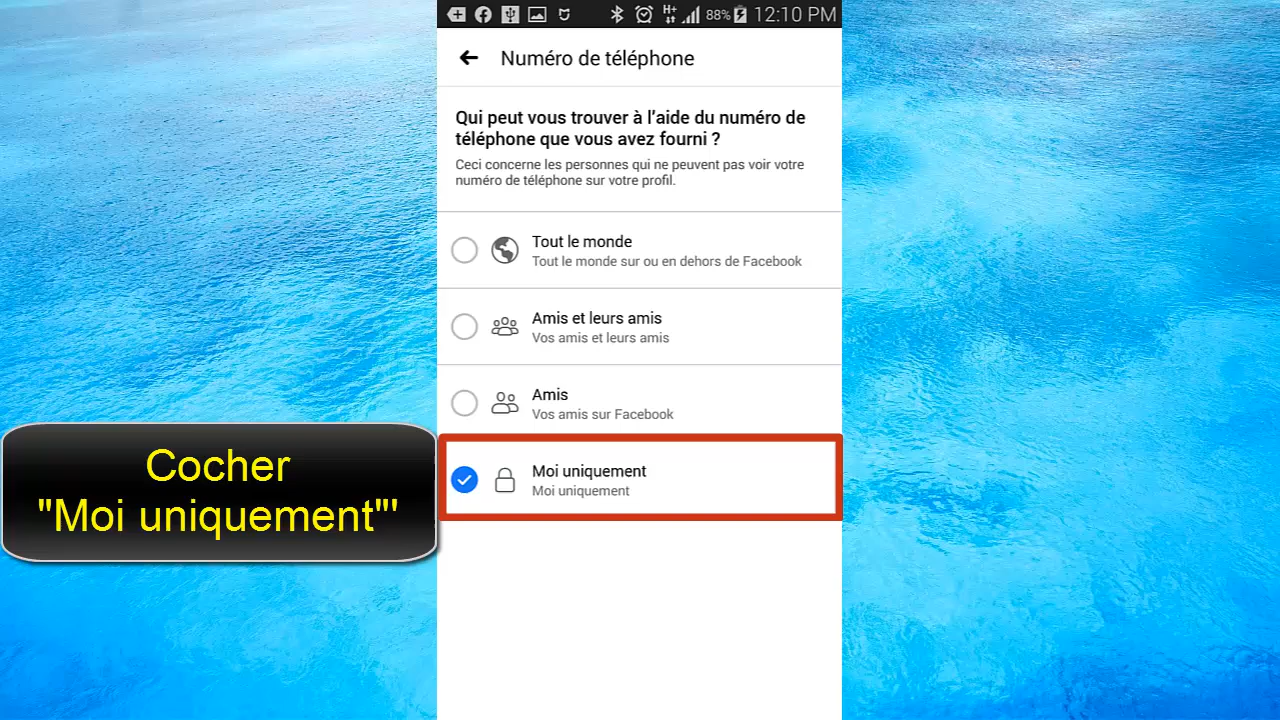 88% 12:10 PM
Numéro de téléphone
Qui peut vous trouver à l'aide du numéro de
téléphone que vous avez fourni ?
Ceci concerne les personnes qui ne peuvent pas voir votre
numéro de téléphone sur votre profil.
Tout le monde
Tout le monde sur ou en dehors de Facebook
Amis et leurs amis
Vos amis et leurs amis
Amis
Vos amis sur Facebook
Cocher
"Moi uniquement"'
Moi uniquement
Moi uniquement